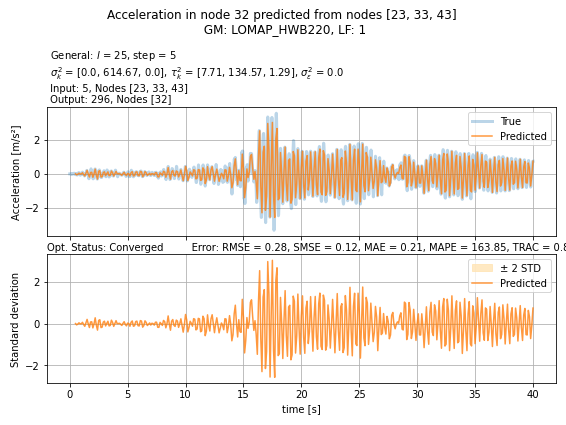 Acceleration in node 32 predicted from nodes [23, 33, 43]
GM: LOMAP_HWB220, LF: 1
General: l = 25, step = 5
σ²ₖ = [0.0, 614.67, 0.0], τ²ₖ = [7.71, 134.57, 1.29], σ²ε = 0.0
Input: 5, Nodes [23, 33, 43]
Output: 296, Nodes [32]
Acceleration [m/s²]
2
0
−2
True
Predicted
Opt. Status: Converged Error: RMSE = 0.28, SMSE = 0.12, MAE = 0.21, MAPE = 163.85, TRAC = 0.8
Standard deviation
2
0
−2
± 2 STD
Predicted
0 5 10 15 20 25 30 35 40
time [s]